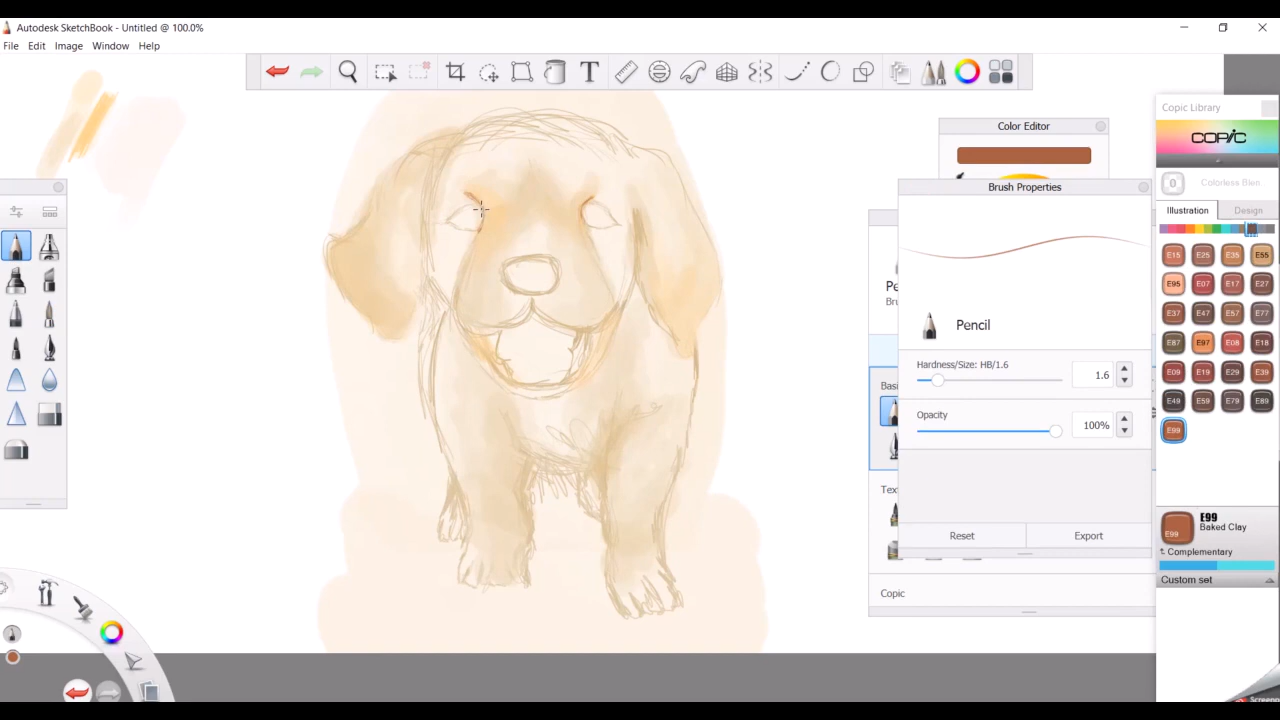 Autodesk SketchBook - Untitled @ 100.0%
File Edit Image Window Help
T
Copic Library
COPIC
Color Editor
0 Colorless Blen
Brush Properties
Illustration Design
E15 E25 E35 E55
E95 E07 E17 E27
E37 E47 E57 E77
E87 E97 E08 E18
E09 E19 E29 E39
E49 E59 E79 E89
E99
Pencil
Hardness/Size: HB/1.6
1.6
Opacity
100%
Reset Export
Copic
E99
E99
Baked Clay
Complementary
Custom set